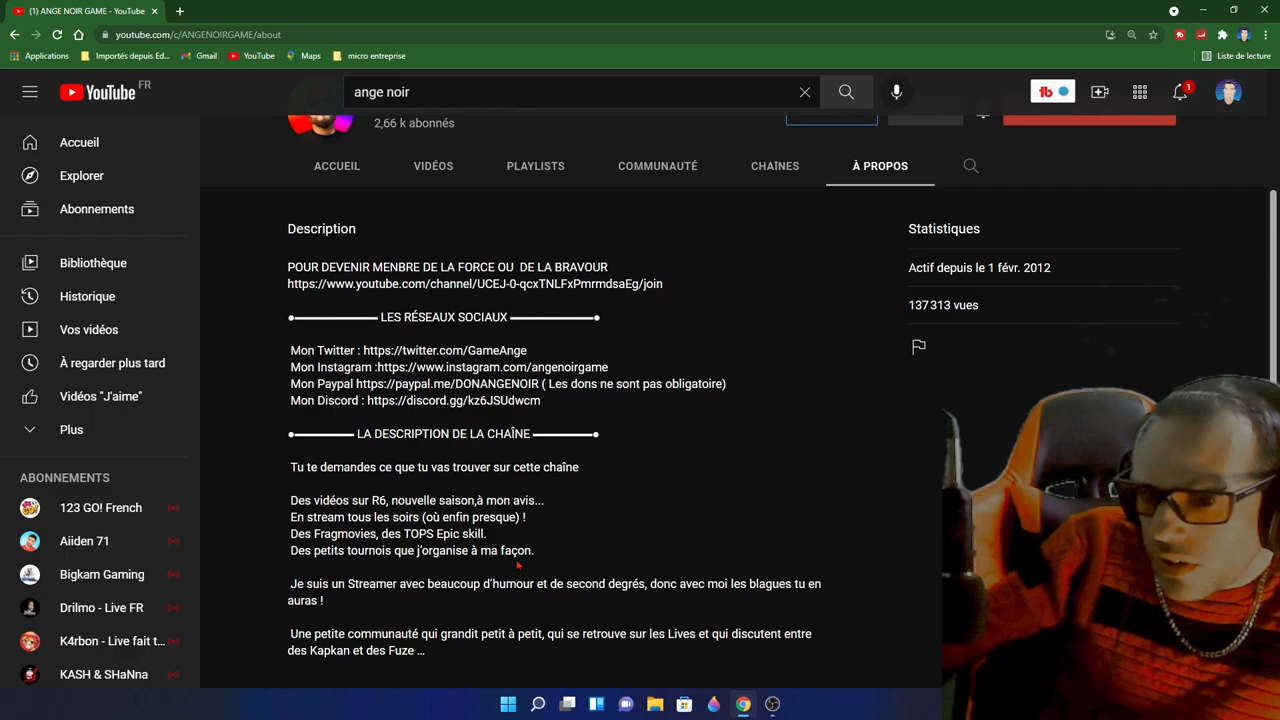 (1) ANGE NOIR GAME - YouTube
youtube.com/c/ANGENOIRGAME/about
Applications
Importés depuis Ed...
Gmail
YouTube
Maps
micro entreprise
Liste de lecture
YouTube FR
ange noir
1
2,66 k abonnés
ACCUEIL
VIDÉOS
PLAYLISTS
COMMUNAUTÉ
CHAÎNES
À PROPOS
Accueil
Explorer
Abonnements
Bibliothèque
Historique
Vos vidéos
À regarder plus tard
Vidéos "J'aime"
Plus
ABONNEMENTS
123 GO! French
Aiiden 71
Bigkam Gaming
Drilmo - Live FR
K4rbon - Live fait t...
KASH & SHaNna
Description
POUR DEVENIR MENBRE DE LA FORCE OU DE LA BRAVOUR
https://www.youtube.com/channel/UCEJ-0-qcxTNLFxPmrmdsaEg/join
LES RÉSEAUX SOCIAUX
Mon Twitter : https://twitter.com/GameAnge
Mon Instagram :https://www.instagram.com/angenoirgame
Mon Paypal https://paypal.me/DONANGENOIR ( Les dons ne sont pas obligatoire)
Mon Discord : https://discord.gg/kz6JSUdwcm
LA DESCRIPTION DE LA CHAÎNE
Tu te demandes ce que tu vas trouver sur cette chaîne
Des vidéos sur R6, nouvelle saison,à mon avis...
En stream tous les soirs (où enfin presque) !
Des Fragmovies, des TOPS Epic skill.
Des petits tournois que j'organise à ma façon.
Je suis un Streamer avec beaucoup d'humour et de second degrés, donc avec moi les blagues tu en
auras !
Une petite communauté qui grandit petit à petit, qui se retrouve sur les Lives et qui discutent entre
des Kapkan et des Fuze ...
Statistiques
Actif depuis le 1 févr. 2012
137 313 vues